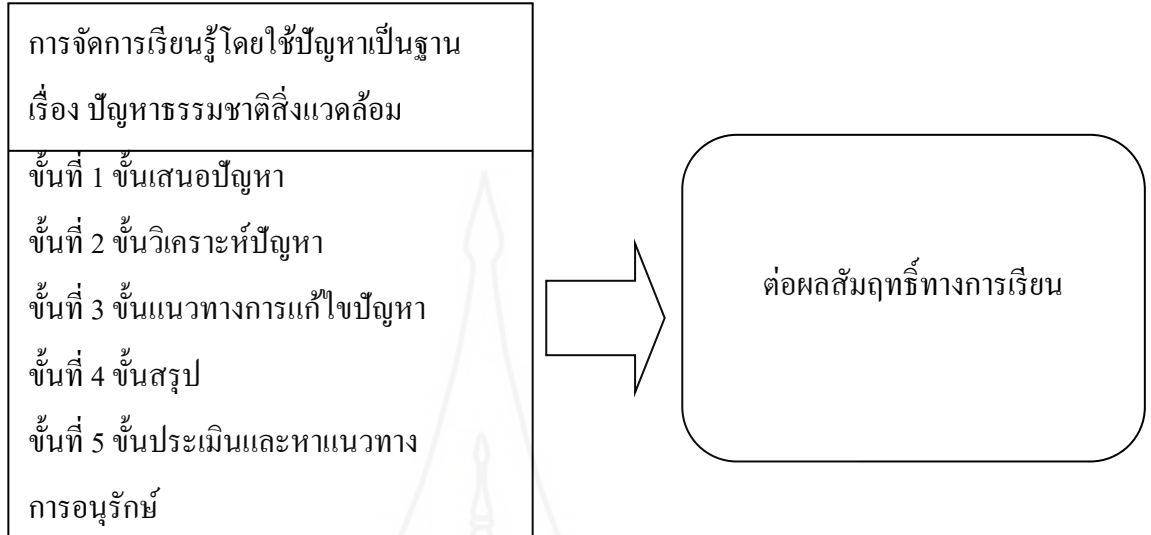 การจัดการเรียนรู้โดยใช้ปัญหาเป็นฐาน
เรื่อง ปัญหาธรรมชาติสิ่งแวดล้อม
ขั้นที่ 1 ขั้นเสนอปัญหา
ขั้นที่ 2 ขั้นวิเคราะห์ปัญหา
ขั้นที่ 3 ขั้นแนวทางการแก้ไขปัญหา
ขั้นที่ 4 ขั้นสรุป
ขั้นที่ 5 ขั้นประเมินและหาแนวทาง
การอนุรักษ์
ต่อผลสัมฤทธิ์ทางการเรียน